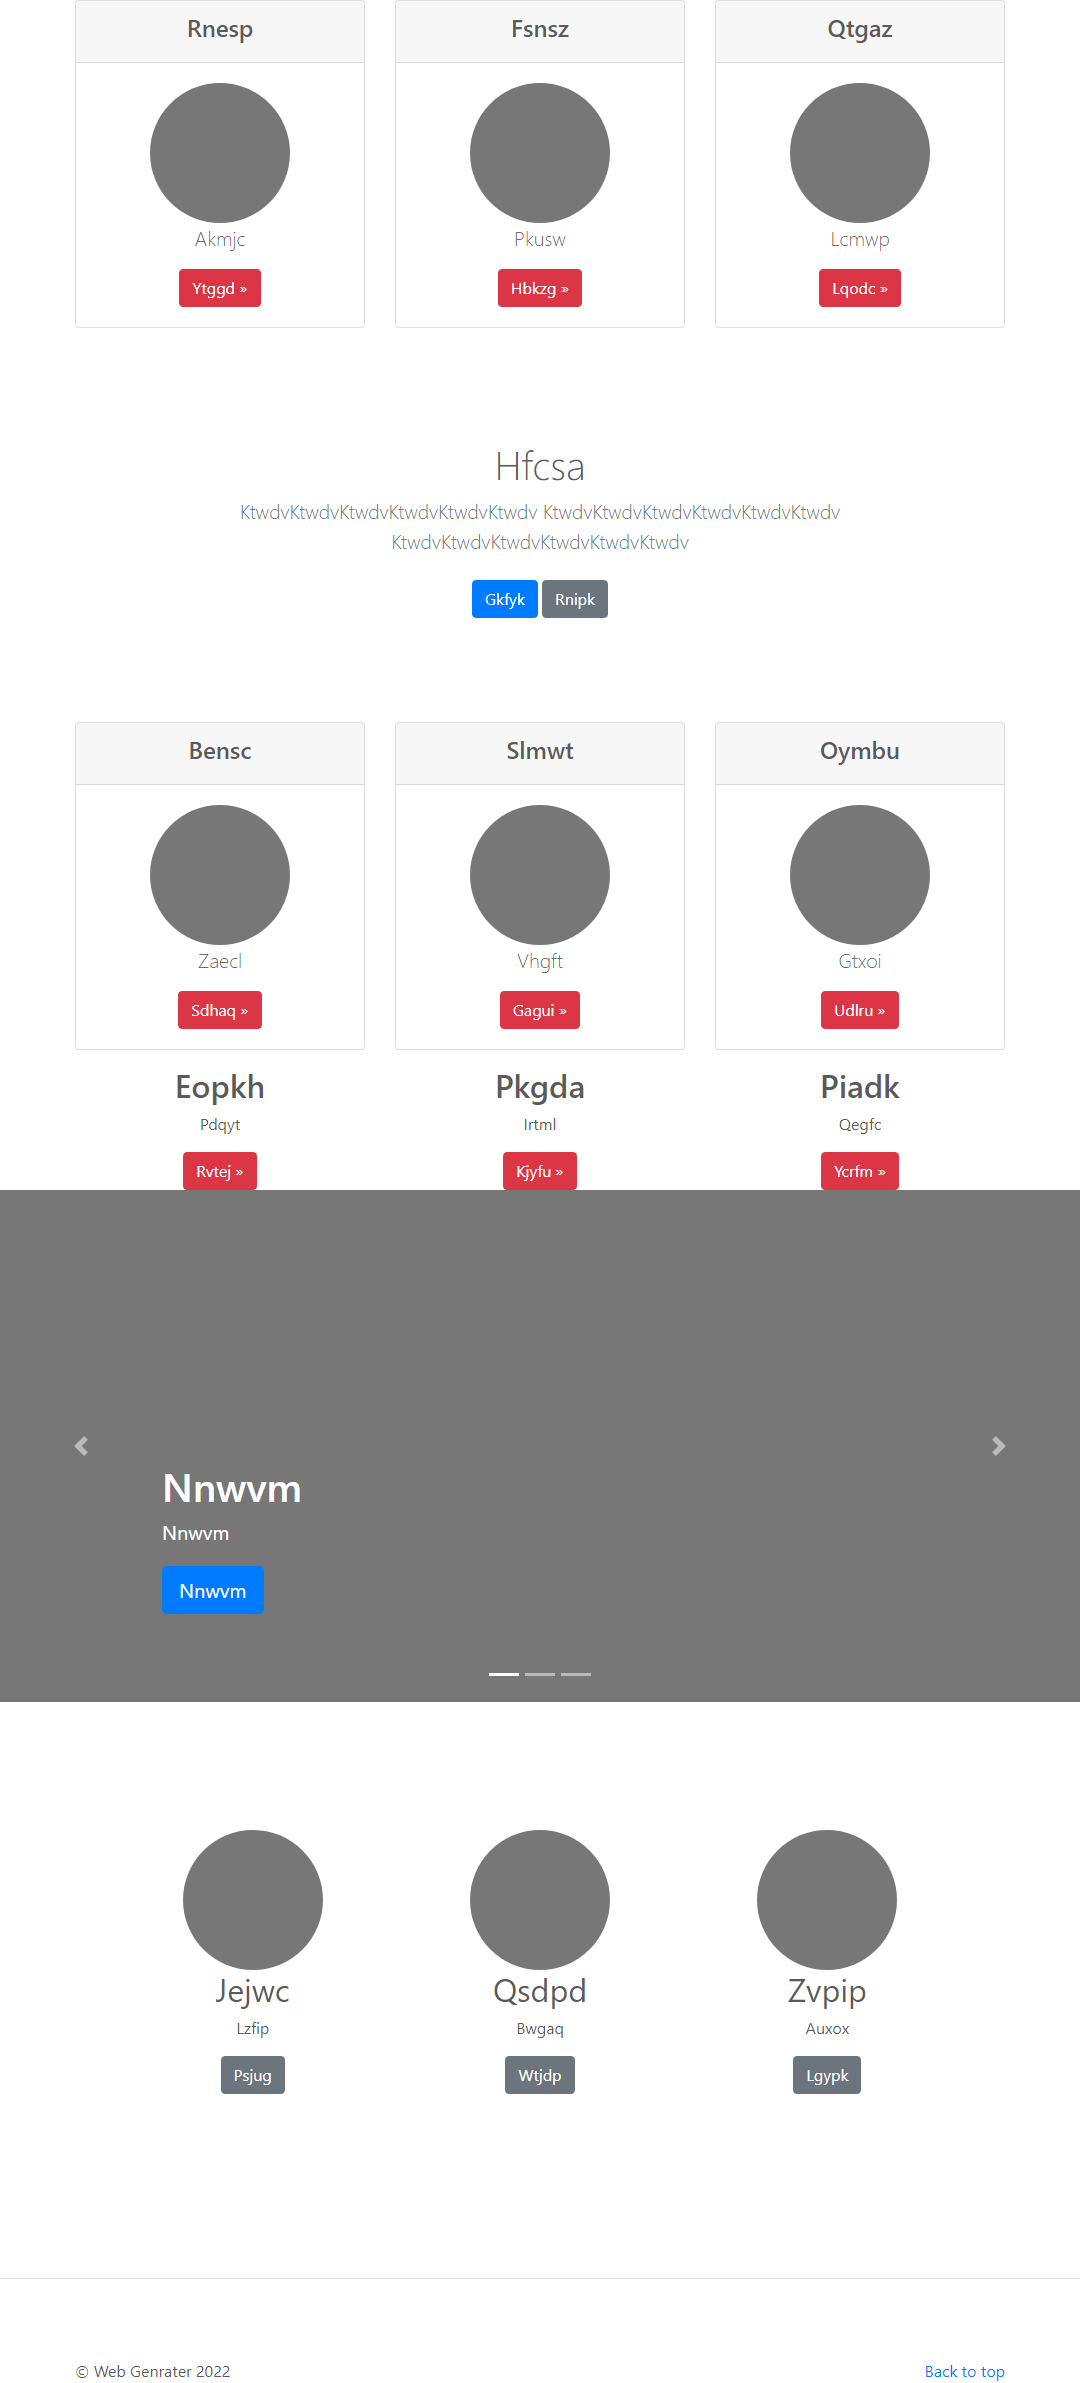 Rnesp
Fsnsz
Qtgaz
Akmjc
Pkusw
Lcmwp
Ytggd »
Hbkzg »
Lqodc »
Hfcsa
KtwdvKtwdvKtwdvKtwdvKtwdvKtwdv KtwdvKtwdvKtwdvKtwdvKtwdvKtwdv
KtwdvKtwdvKtwdvKtwdvKtwdvKtwdv
Gkfyk
Rnipk
Bensc
Slmwt
Oymbu
Zaecl
Vhgft
Gtxoi
Sdhaq »
Gagui »
Udlru »
Eopkh
Pkgda
Piadk
Pdqyt
Irtml
Qegfc
Rvtej »
Kjyfu »
Ycrfm »
Nnwvm
Nnwvm
Nnwvm
Jejwc
Qsdpd
Zvpip
Lzfip
Bwgaq
Auxox
Psjug
Wtjdp
Lgypk
© Web Genrater 2022
Back to top